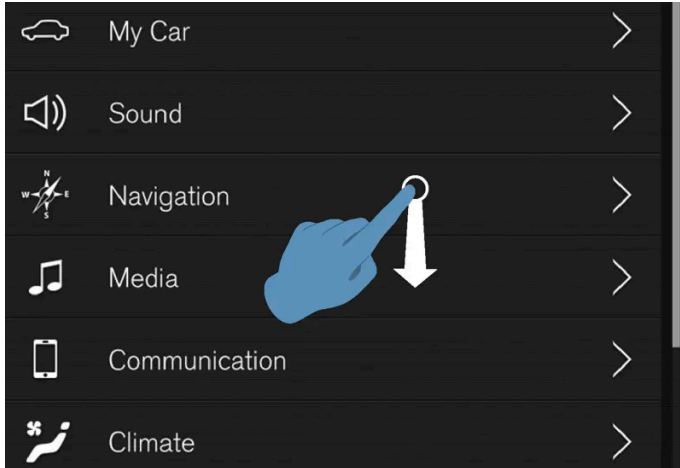 My Car
Sound
N
W E
S
Navigation
Media
Communication
Climate